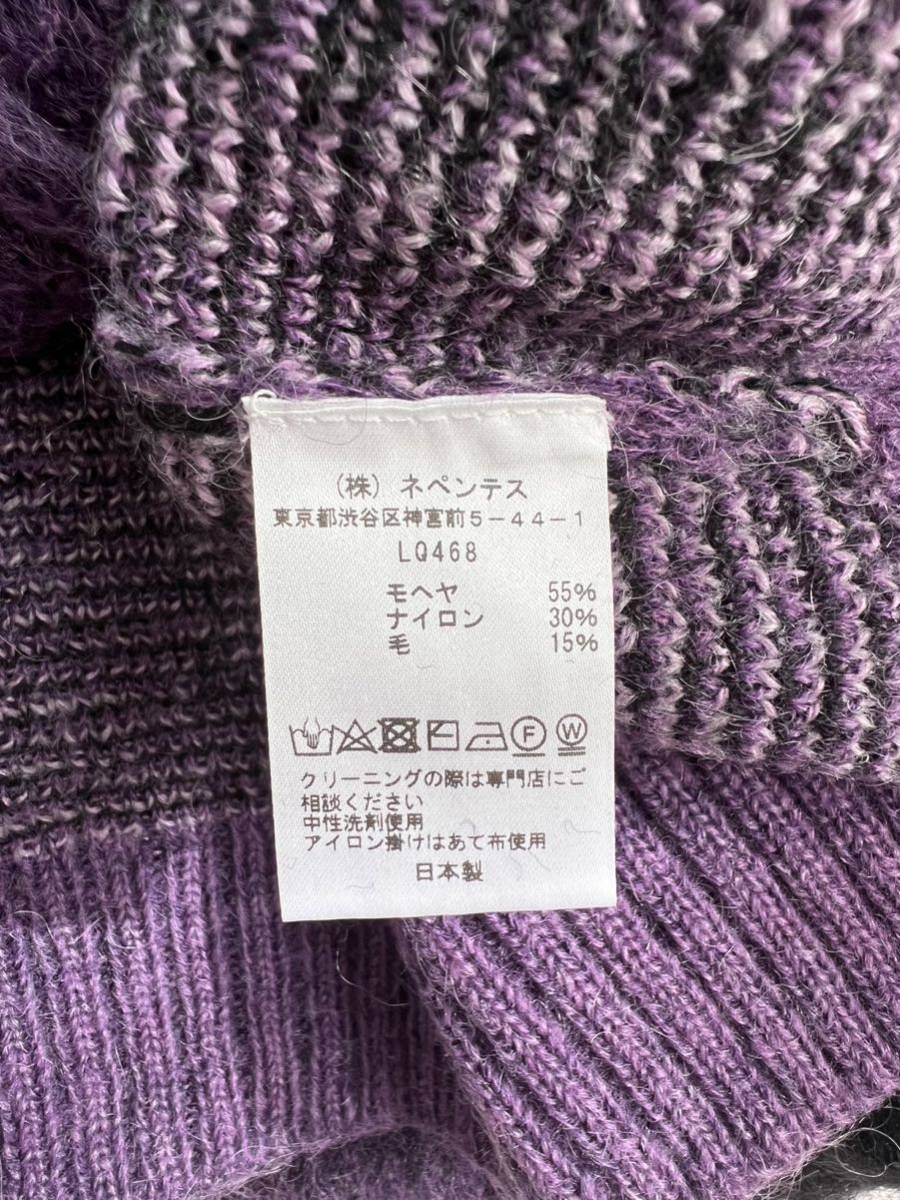 （株）ネペンテス
東京都渋谷区神宮前５－４４－１
LQ468
モヘヤ 55%
ナイロン 30%
毛 15%
F W
クリーニングの際は専門店にご
相談ください
中性洗剤使用
アイロン掛けはあて布使用
日本製